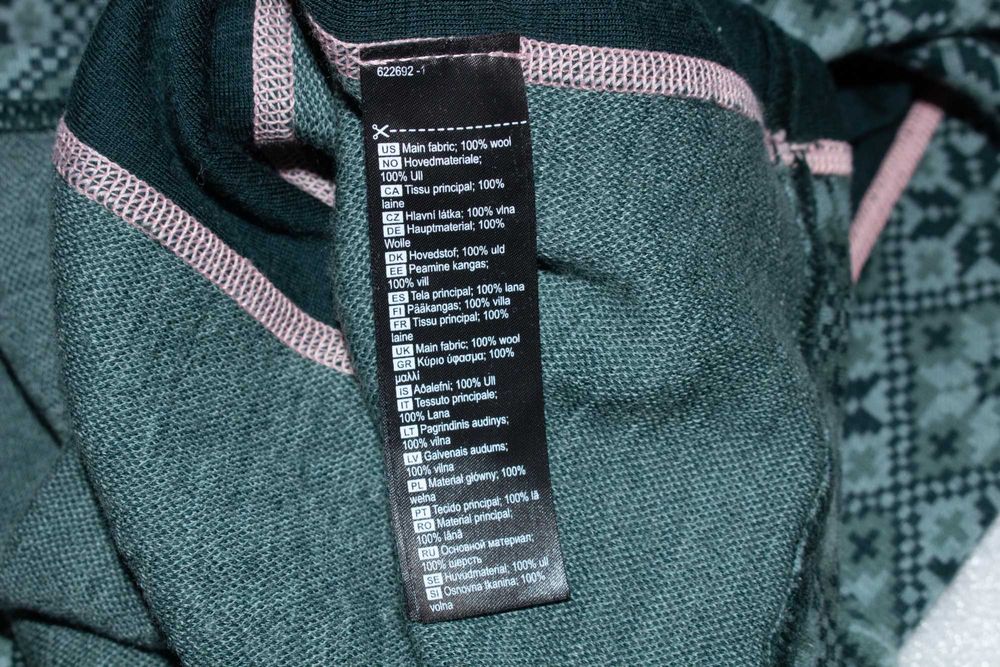 622692 -1
US Main fabric; 100% wool
NO Hovedmateriale;
100% Ull
CA Tissu principal; 100%
laine
CZ Hlavní látka; 100% vlna
DE Hauptmaterial; 100%
Wolle
DK Hovedstof; 100% uld
EE Peamine kangas;
100% vill
ES Tela principal; 100% lana
FI Pääkangas; 100% villa
FR Tissu principal; 100%
laine
UK Main fabric; 100% wool
GR Κύριο ύφασμα; 100%
μαλλί
IS Aðalefni; 100% Ull
IT Tessuto principale;
100% Lana
LT Pagrindinis audinys;
100% vilna
LV Galvenais audums;
100% vilna
PL Materiał główny; 100%
wełna
PT Tecido principal; 100% lã
RO Material principal;
100% lână
RU Основной материал;
100% шерсть
SE Huvudmaterial; 100% ull
SI Osnovna tkanina; 100%
volna